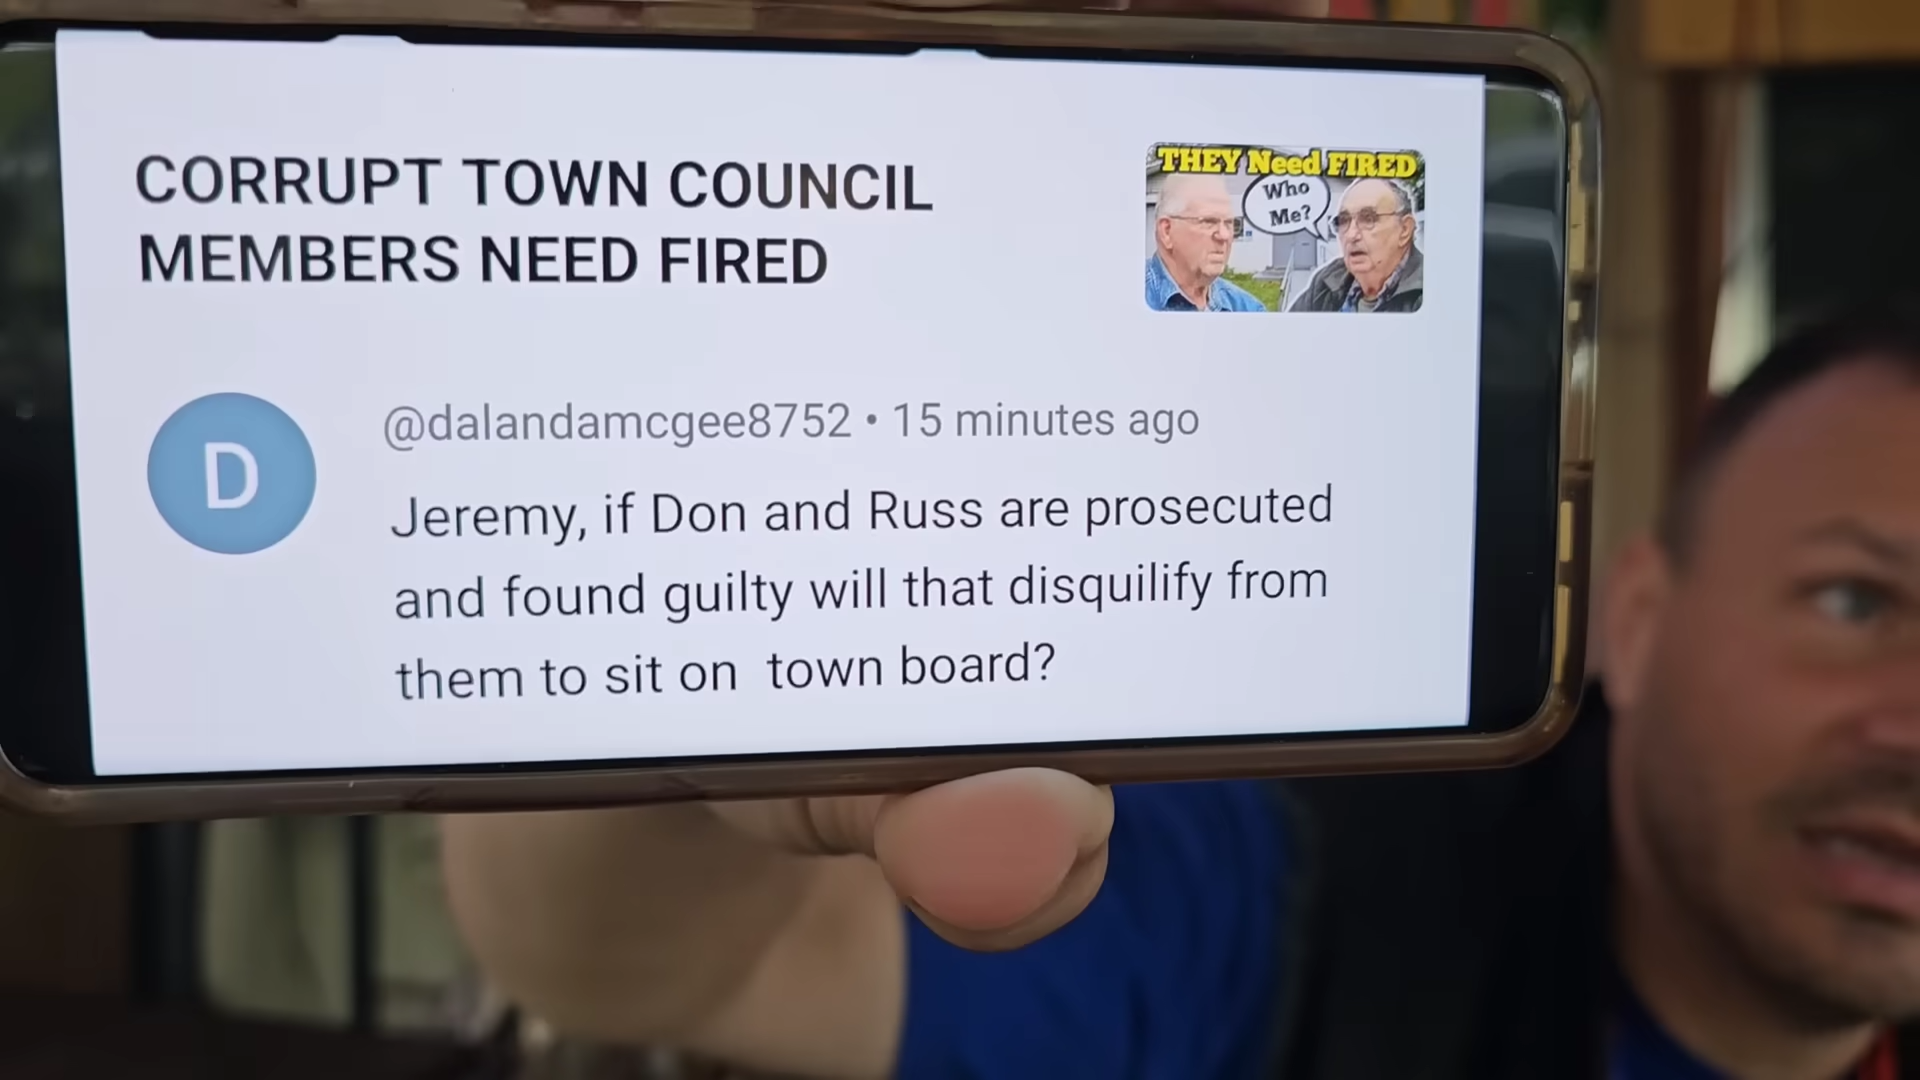 CORRUPT TOWN COUNCIL
MEMBERS NEED FIRED
THEY Need FIRED
Who
Me?
D
@dalandamcgee8752 • 15 minutes ago
Jeremy, if Don and Russ are prosecuted
and found guilty will that disquilify from
them to sit on town board?